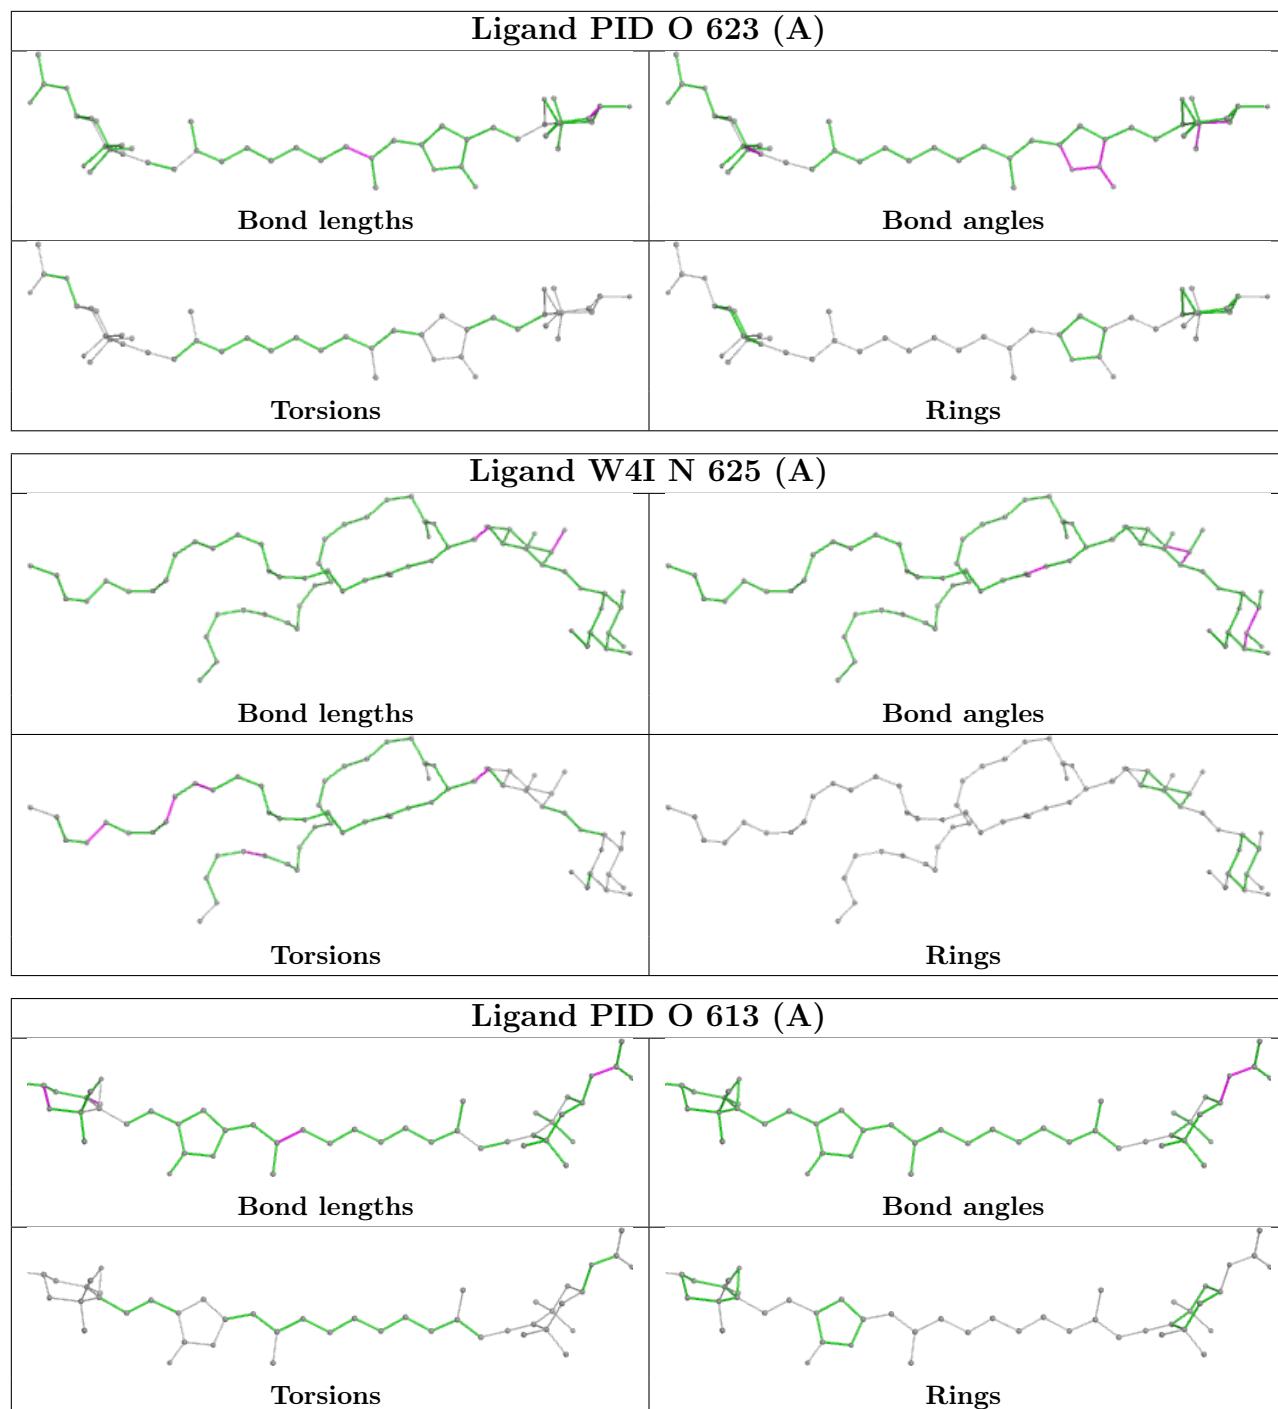 Ligand PID O 623 (A)
Bond lengths
Bond angles
Torsions
Rings
Ligand W4I N 625 (A)
Bond lengths
Bond angles
Torsions
Rings
Ligand PID O 613 (A)
Bond lengths
Bond angles
Torsions
Rings